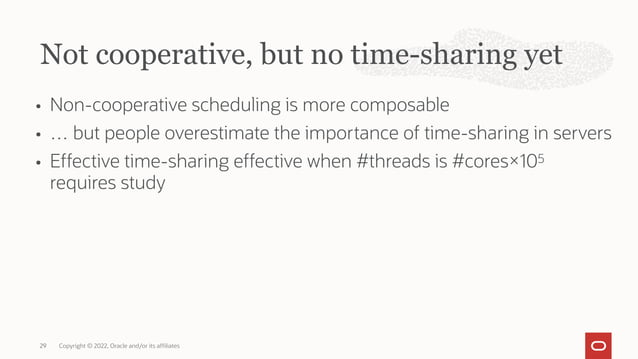 Not cooperative, but no time-sharing yet
• Non-cooperative scheduling is more composable
• … but people overestimate the importance of time-sharing in servers
• Effective time-sharing effective when #threads is #cores×10⁵
requires study
29 Copyright © 2022, Oracle and/or its affiliates